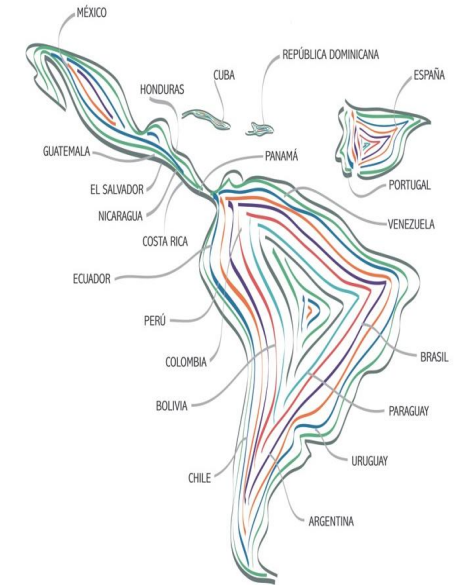 MÉXICO
REPÚBLICA DOMINICANA
CUBA
ESPAÑA
HONDURAS
GUATEMALA
PANAMÁ
EL SALVADOR
PORTUGAL
NICARAGUA
VENEZUELA
COSTA RICA
ECUADOR
PERÚ
COLOMBIA
BRASIL
BOLIVIA
PARAGUAY
URUGUAY
CHILE
ARGENTINA